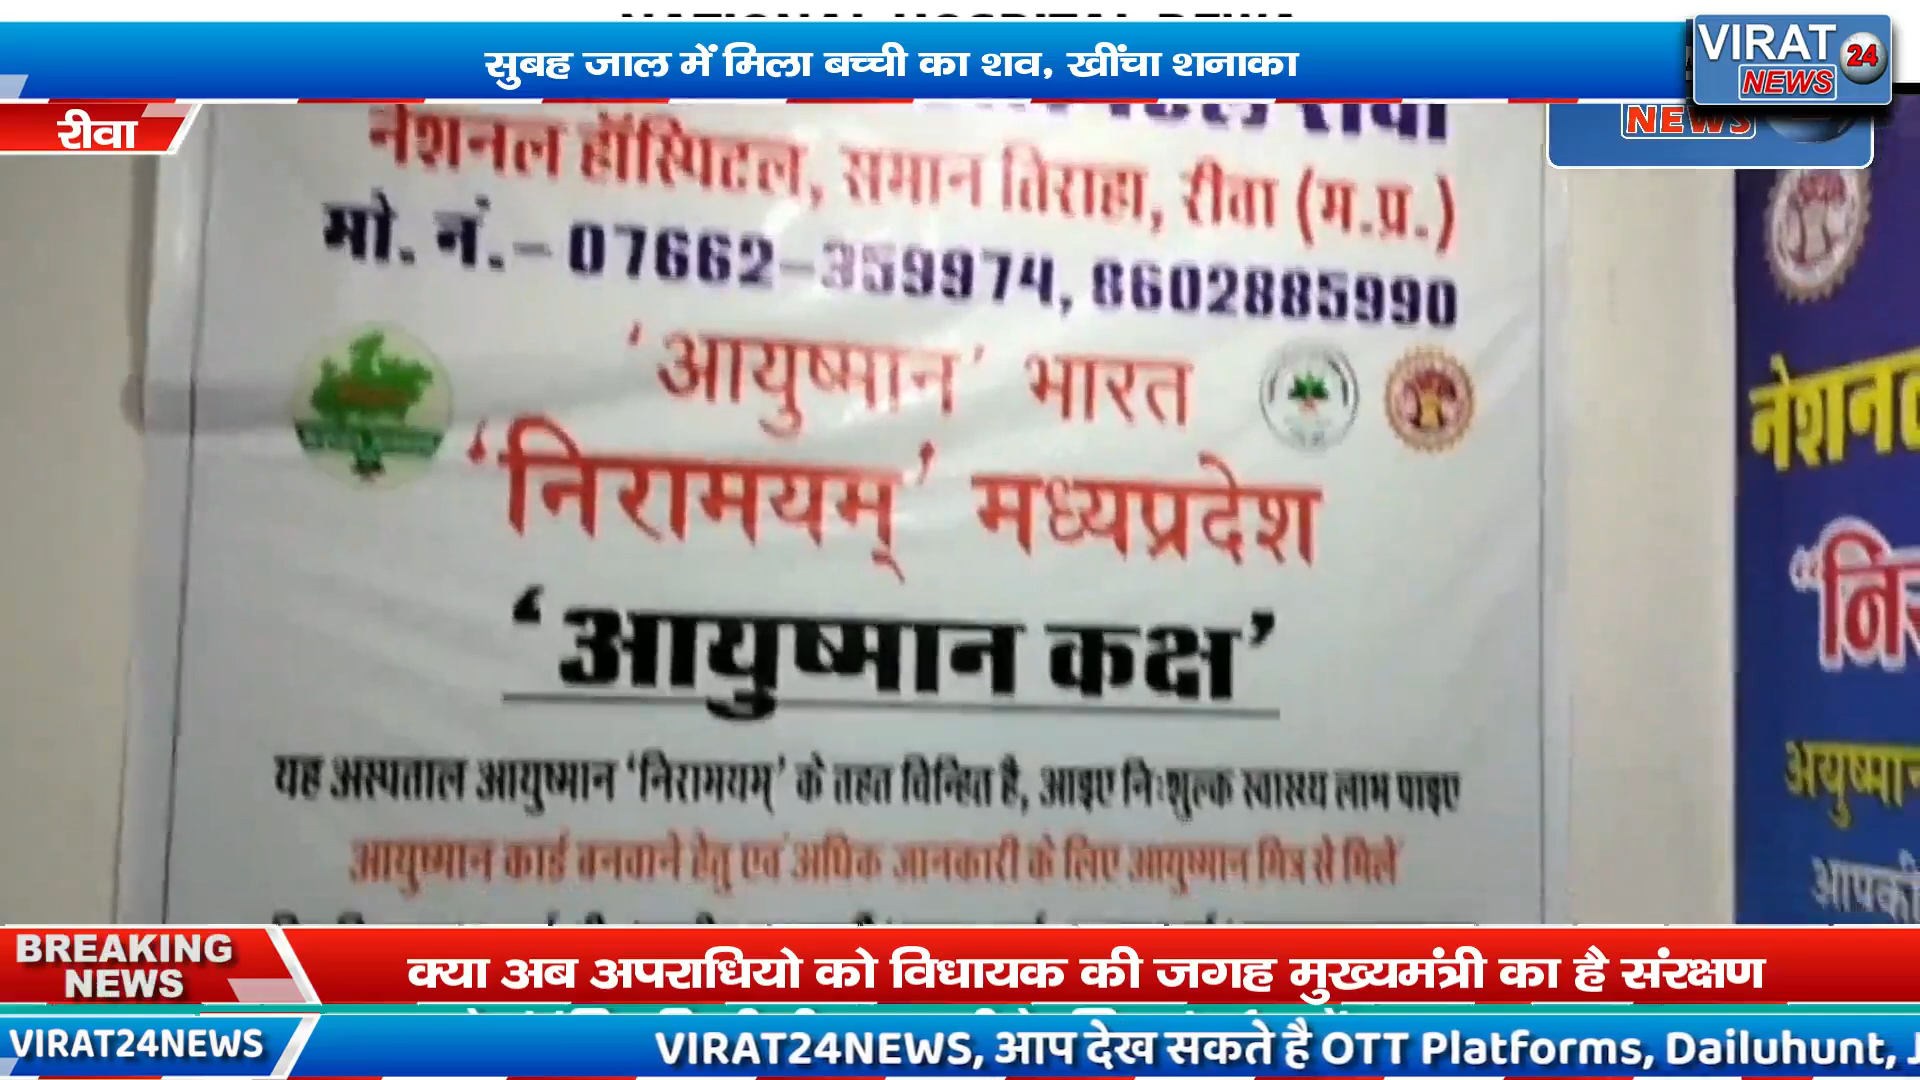 सुबह जाल में मिला बच्ची का शव, खींचा शनाका
VIRAT 24
NEWS
रीवा
NEWS
नेशनल हॉस्पिटल, समान तिराहा, रीवा (म.प्र.)
मो. नं.– 07662–359974, 8602885990
‘आयुष्मान’ भारत
‘निरामयम्’ मध्यप्रदेश
‘आयुष्मान कक्ष’
यह अस्पताल आयुष्मान ‘निरामयम्’ के तहत चिन्हित है, आइए निःशुल्क स्वास्थ्य लाभ पाइए
आयुष्मान कार्ड बनवाने हेतु एवं अधिक जानकारी के लिए आयुष्मान मित्र से मिलें
नेशनल
आपकी
BREAKING
NEWS
क्या अब अपराधियो को विधायक की जगह मुख्यमंत्री का है संरक्षण
VIRAT24NEWS
VIRAT24NEWS, आप देख सकते है OTT Platforms, Dailuhunt, J